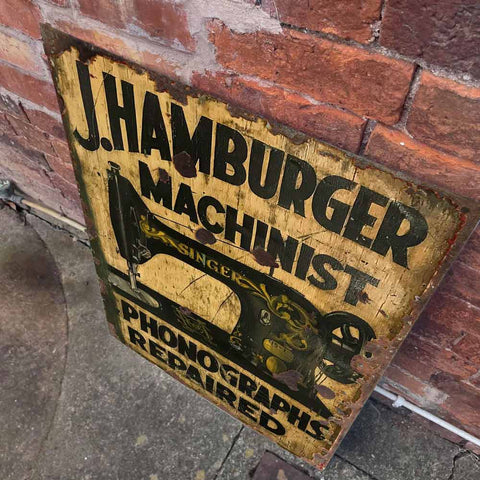 J. HAMBURGER
MACHINIST
SINGER
PHONOGRAPHS
REPAIRED